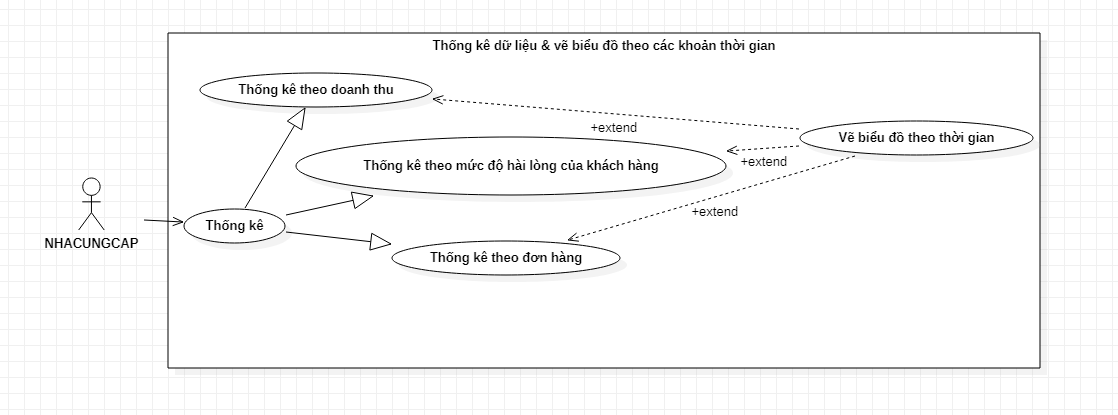 Thống kê dữ liệu & vẽ biểu đồ theo các khoản thời gian
Thống kê theo doanh thu
+extend
Vẽ biểu đồ theo thời gian
Thống kê theo mức độ hài lòng của khách hàng
+extend
+extend
Thống kê
NHACUNGCAP
Thống kê theo đơn hàng